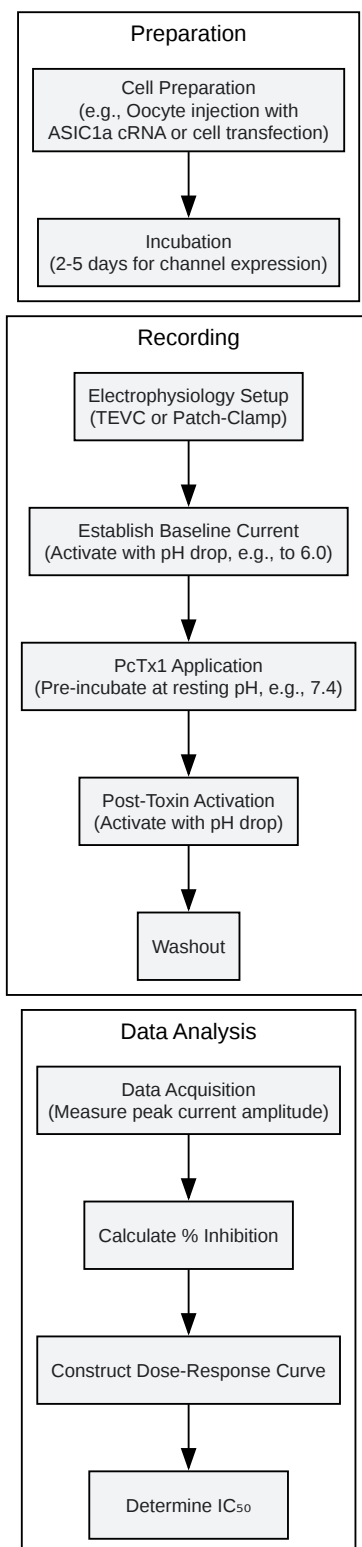 Preparation
Cell Preparation
(e.g., Oocyte injection with
ASIC1a cRNA or cell transfection)
Incubation
(2-5 days for channel expression)
Recording
Electrophysiology Setup
(TEVC or Patch-Clamp)
Establish Baseline Current
(Activate with pH drop, e.g., to 6.0)
PcTx1 Application
(Pre-incubate at resting pH, e.g., 7.4)
Post-Toxin Activation
(Activate with pH drop)
Washout
Data Analysis
Data Acquisition
(Measure peak current amplitude)
Calculate % Inhibition
Construct Dose-Response Curve
Determine IC₅₀